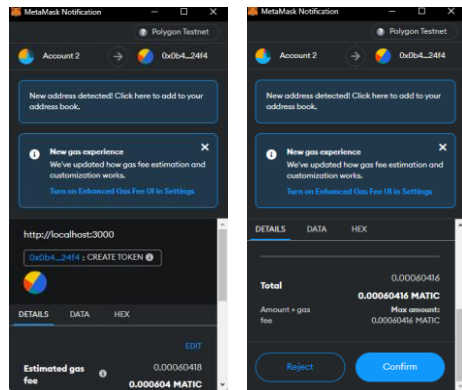 MetaMask Notification
Polygon Testnet
Account 2
0x0b4...24f4
New address detected! Click here to add to your
address book.
New gas experience
We've updated how gas fee estimation and
customization works.
Turn on Enhanced Gas Fee UI in Settings
http://localhost:3000
0x0b4...24f4 : CREATE TOKEN
DETAILS DATA HEX
EDIT
Estimated gas
fee
0.00060418
0.000604 MATIC
MetaMask Notification
Polygon Testnet
Account 2
0x0b4...24f4
New address detected! Click here to add to your
address book.
New gas experience
We've updated how gas fee estimation and
customization works.
Turn on Enhanced Gas Fee UI in Settings
DETAILS DATA HEX
Total
0.00060416
0.00060416 MATIC
Amount + gas
fee
Max amount:
0.00060416 MATIC
Reject
Confirm